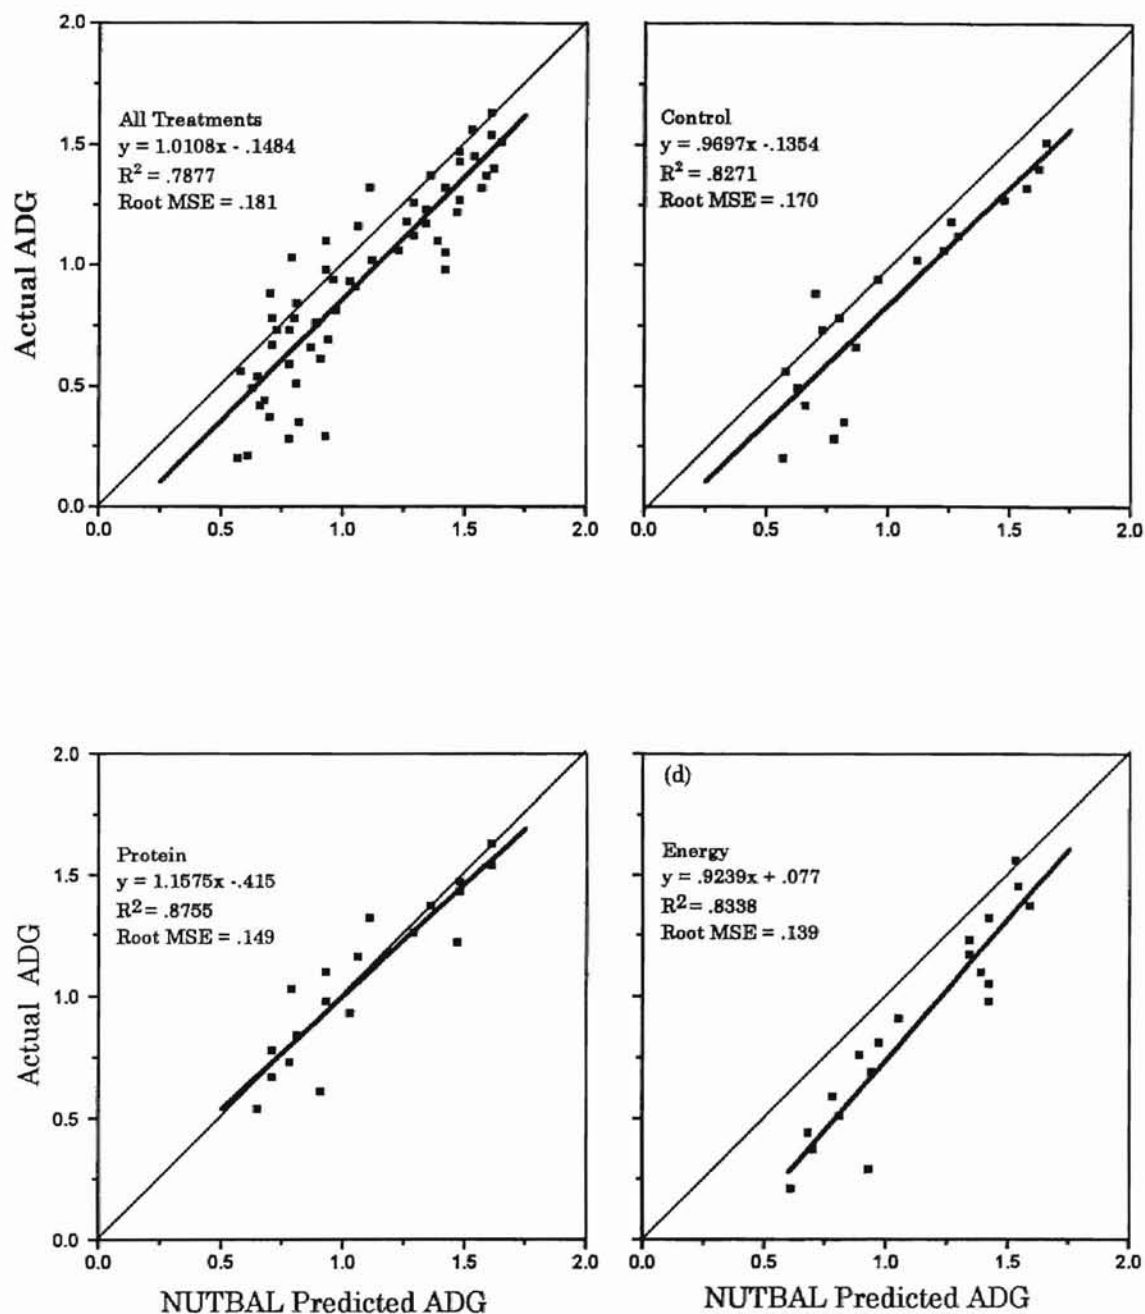 2.0
All Treatments
y = 1.0108x - .1484
R² = .7877
Root MSE = .181
1.5
1.0
0.5
0.0
Actual ADG
0.0 0.5 1.0 1.5 2.0
Control
y = .9697x -.1354
R² = .8271
Root MSE = .170
0.0 0.5 1.0 1.5 2.0
2.0
Protein
y = 1.1575x -.415
R² = .8755
Root MSE = .149
1.5
1.0
0.5
0.0
Actual ADG
0.0 0.5 1.0 1.5 2.0
NUTBAL Predicted ADG
(d)
Energy
y = .9239x + .077
R² = .8338
Root MSE = .139
0.0 0.5 1.0 1.5 2.0
NUTBAL Predicted ADG